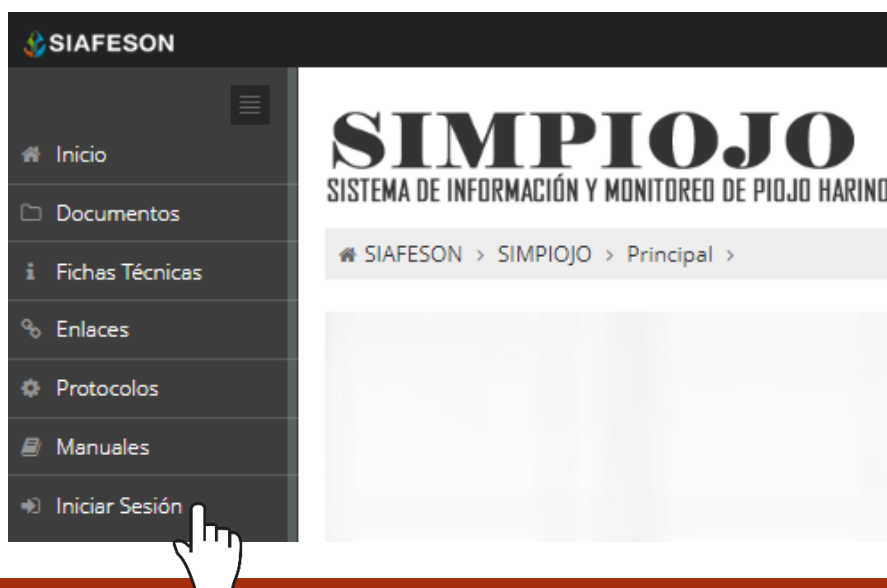 SIAFESON
Inicio
Documentos
Fichas Técnicas
Enlaces
Protocolos
Manuales
Iniciar Sesión
SIMPIOJO
SISTEMA DE INFORMACIÓN Y MONITOREO DE PIOJO HARINO
SIAFESON > SIMPIOJO > Principal >